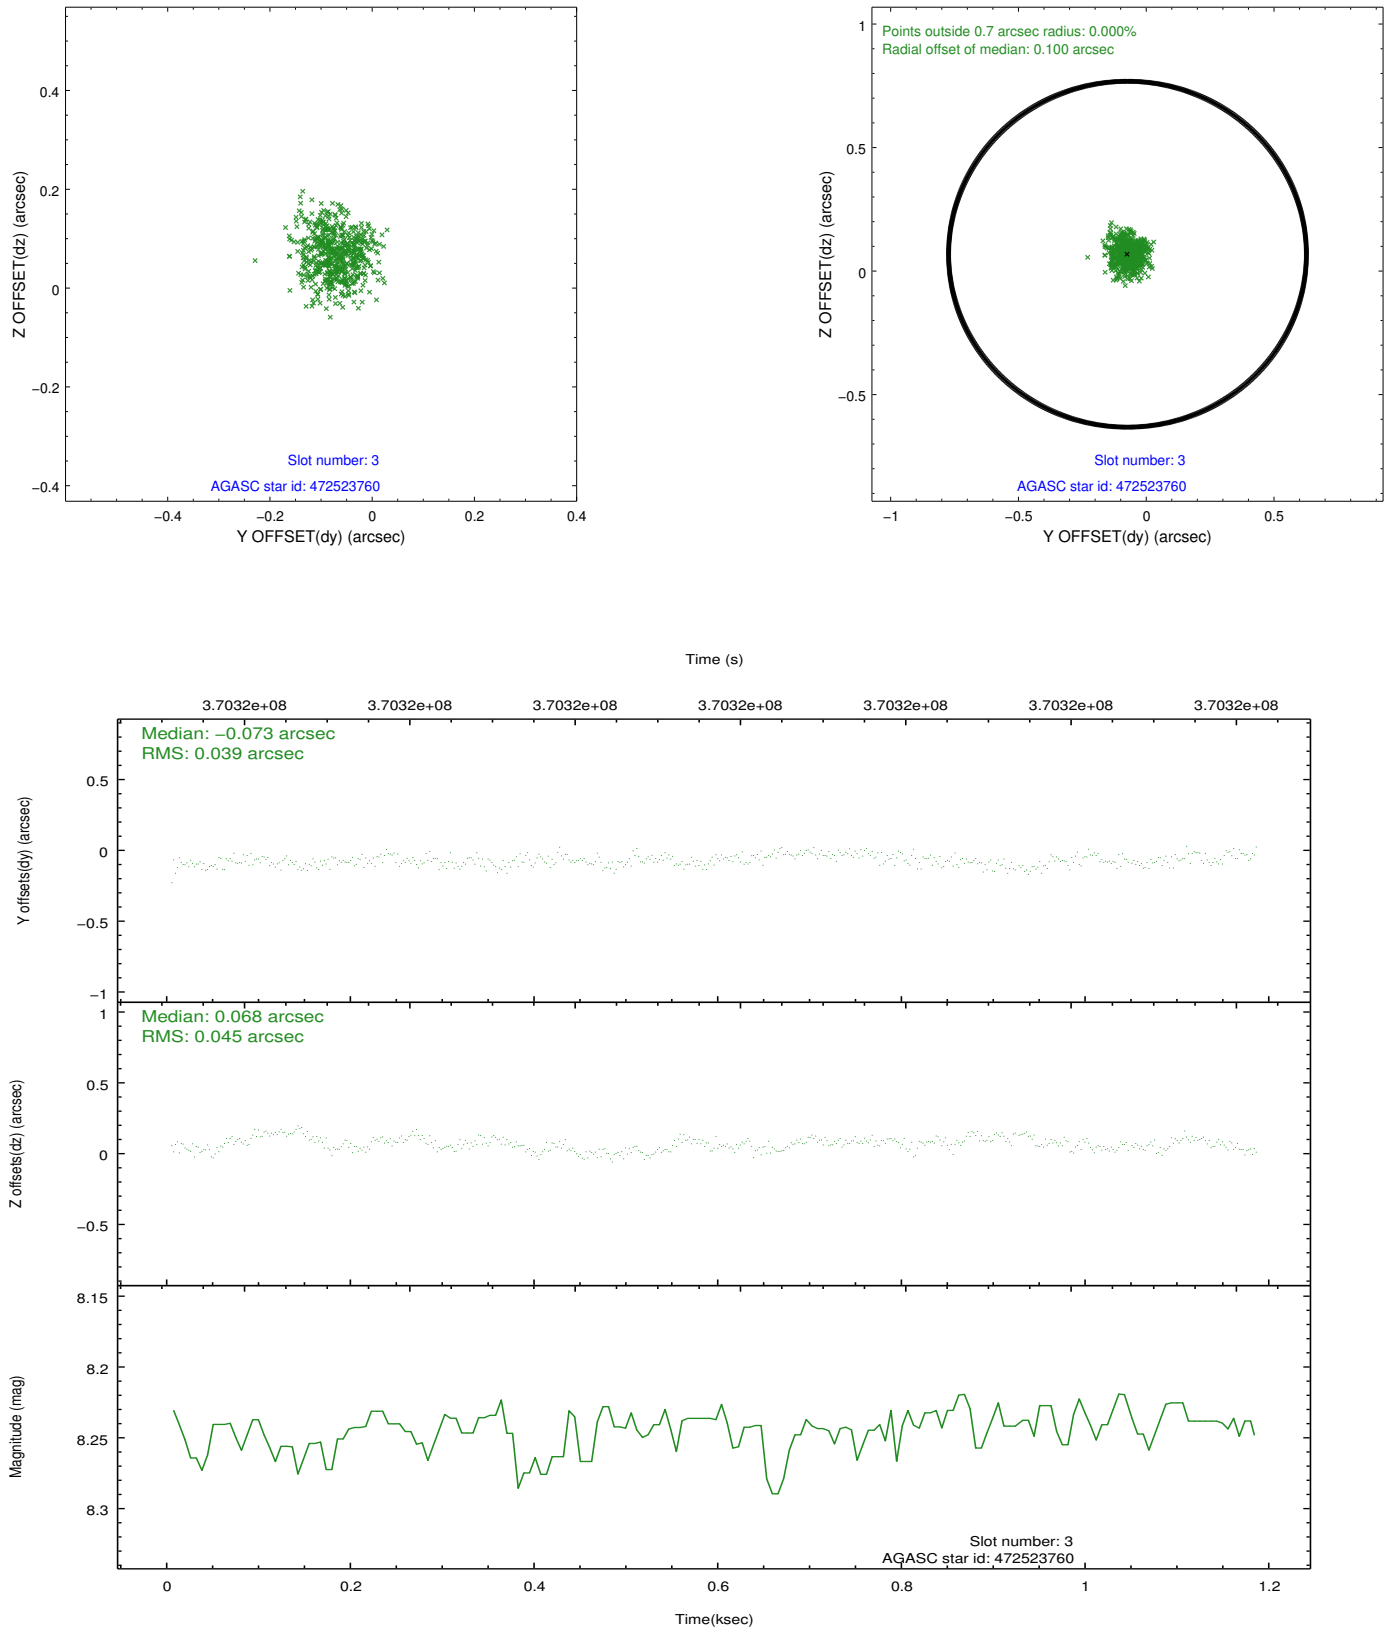 0.4
0.2
0
−0.2
−0.4
Z OFFSET(dz) (arcsec)
Slot number: 3
AGASC star id: 472523760
−0.4 −0.2 0 0.2 0.4
Y OFFSET(dy) (arcsec)
Points outside 0.7 arcsec radius: 0.000%
Radial offset of median: 0.100 arcsec
1
0.5
0
−0.5
Z OFFSET(dz) (arcsec)
Slot number: 3
AGASC star id: 472523760
−1 −0.5 0 0.5
Y OFFSET(dy) (arcsec)
Time (s)
3.7032e+08 3.7032e+08 3.7032e+08 3.7032e+08 3.7032e+08 3.7032e+08 3.7032e+08
Median: −0.073 arcsec
RMS: 0.039 arcsec
0.5
0
−0.5
−1
Y offsets(dy) (arcsec)
Median: 0.068 arcsec
RMS: 0.045 arcsec
1
0.5
0
−0.5
Z offsets(dz) (arcsec)
8.15
8.2
8.25
8.3
Magnitude (mag)
Slot number: 3
AGASC star id: 472523760
0 0.2 0.4 0.6 0.8 1 1.2
Time(ksec)